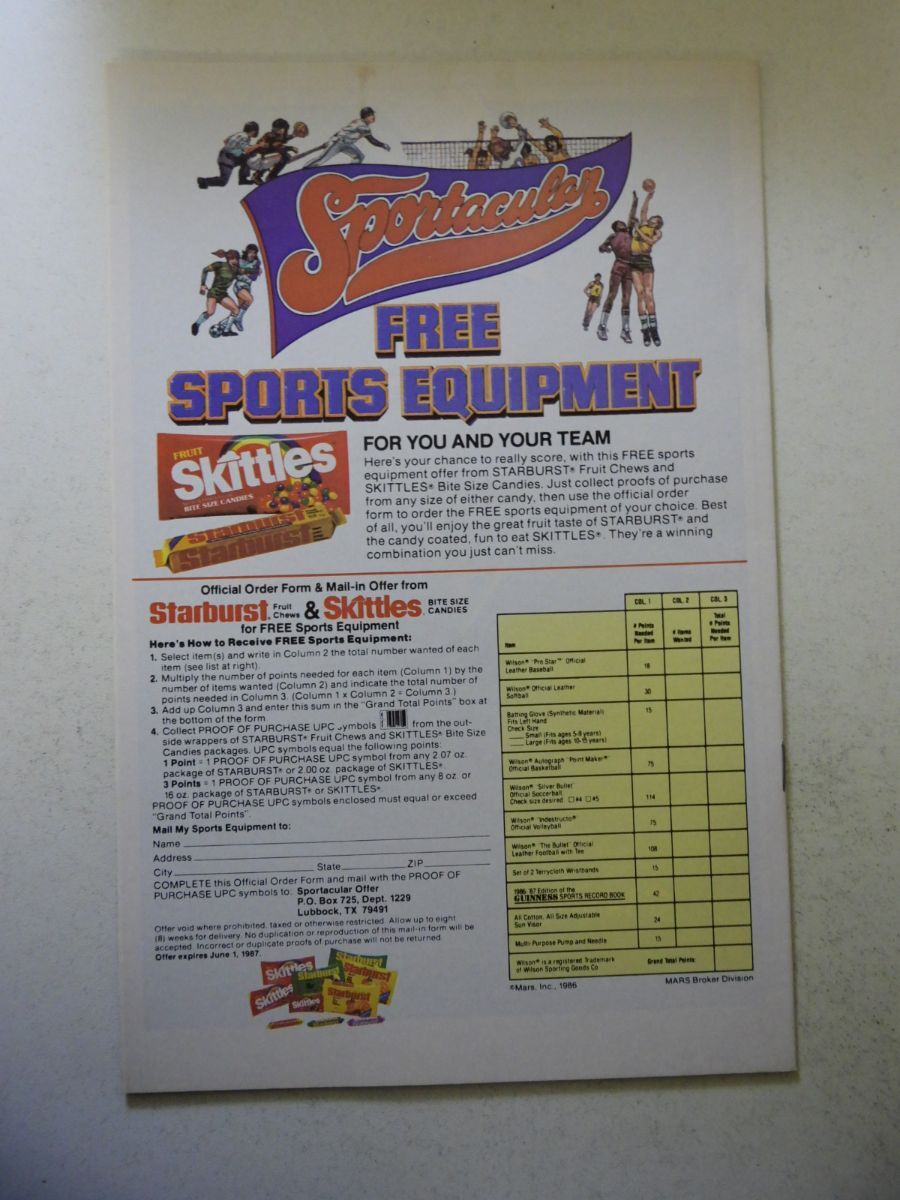 Sportacular
FREE
SPORTS EQUIPMENT
FRUIT
Skittles
BITE SIZE CANDIES
Starburst
Starburst
FOR YOU AND YOUR TEAM
Here's your chance to really score, with this FREE sports
equipment offer from STARBURST® Fruit Chews and
SKITTLES® Bite Size Candies. Just collect proofs of purchase
from any size of either candy, then use the official order
form to order the FREE sports equipment of your choice. Best
of all, you'll enjoy the great fruit taste of STARBURST® and
the candy coated, fun to eat SKITTLES®. They're a winning
combination you just can't miss.
Official Order Form & Mail-in Offer from
Starburst® Fruit Chews & Skittles® BITE SIZE CANDIES
for FREE Sports Equipment
Here's How to Receive FREE Sports Equipment:
1. Select item(s) and write in Column 2 the total number wanted of each
item (see list at right).
2. Multiply the number of points needed for each item (Column 1) by the
number of items wanted (Column 2) and indicate the total number of
points needed in Column 3. (Column 1 x Column 2 = Column 3.)
3. Add up Column 3 and enter this sum in the "Grand Total Points" box at
the bottom of the form
4. Collect PROOF OF PURCHASE UPC symbols from the out-
side wrappers of STARBURST® Fruit Chews and SKITTLES® Bite Size
Candies packages. UPC symbols equal the following points:
1 Point = 1 PROOF OF PURCHASE UPC symbol from any 2.07 oz.
package of STARBURST® or 2.00 oz. package of SKITTLES®.
3 Points = 1 PROOF OF PURCHASE UPC symbol from any 8 oz. or
16 oz. package of STARBURST® or SKITTLES®.
PROOF OF PURCHASE UPC symbols enclosed must equal or exceed
"Grand Total Points".
Mail My Sports Equipment to:
Name
Address
City State ZIP
COMPLETE this Official Order Form and mail with the PROOF OF
PURCHASE UPC symbols to: Sportacular Offer
P.O. Box 725, Dept. 1229
Lubbock, TX 79491
Offer void where prohibited, taxed or otherwise restricted. Allow up to eight
(8) weeks for delivery. No duplication or reproduction of this mail-in form will be
accepted. Incorrect or duplicate proofs of purchase will not be returned.
Offer expires June 1, 1987.
Skittles
Starburst
Starburst
Starburst
Skittles
Skittles
Starburst
COL. 1 COL. 2 COL. 3
Item # Points Needed Per Item # Items Wanted Total # Points Needed Per Item
Wilson® "Pro Star™" Official
Leather Baseball 18
Wilson® Official Leather
Softball 30
Batting Glove (Synthetic Material) 15
Fits Left Hand
Check Size
Small (Fits ages 5-9 years)
Large (Fits ages 10-15 years)
Wilson® Autograph "Point Maker"
Official Basketball 75
Wilson® "Silver Bullet"
Official Soccerball
Check size desired □#4 □#5 114
Wilson® "Indestructo"
Official Volleyball 75
Wilson® "The Bullet" Official
Leather Football with Tee 108
Set of 2 Terrycloth Wristbands 15
1986 '87 Edition of the
GUINNESS SPORTS RECORD BOOK 42
All Cotton, All Size Adjustable
Sun Visor 24
Multi-Purpose Pump and Needle 15
Wilson® is a registered Trademark
of Wilson Sporting Goods Co Grand Total Points:
©Mars, Inc., 1986 MARS Broker Division